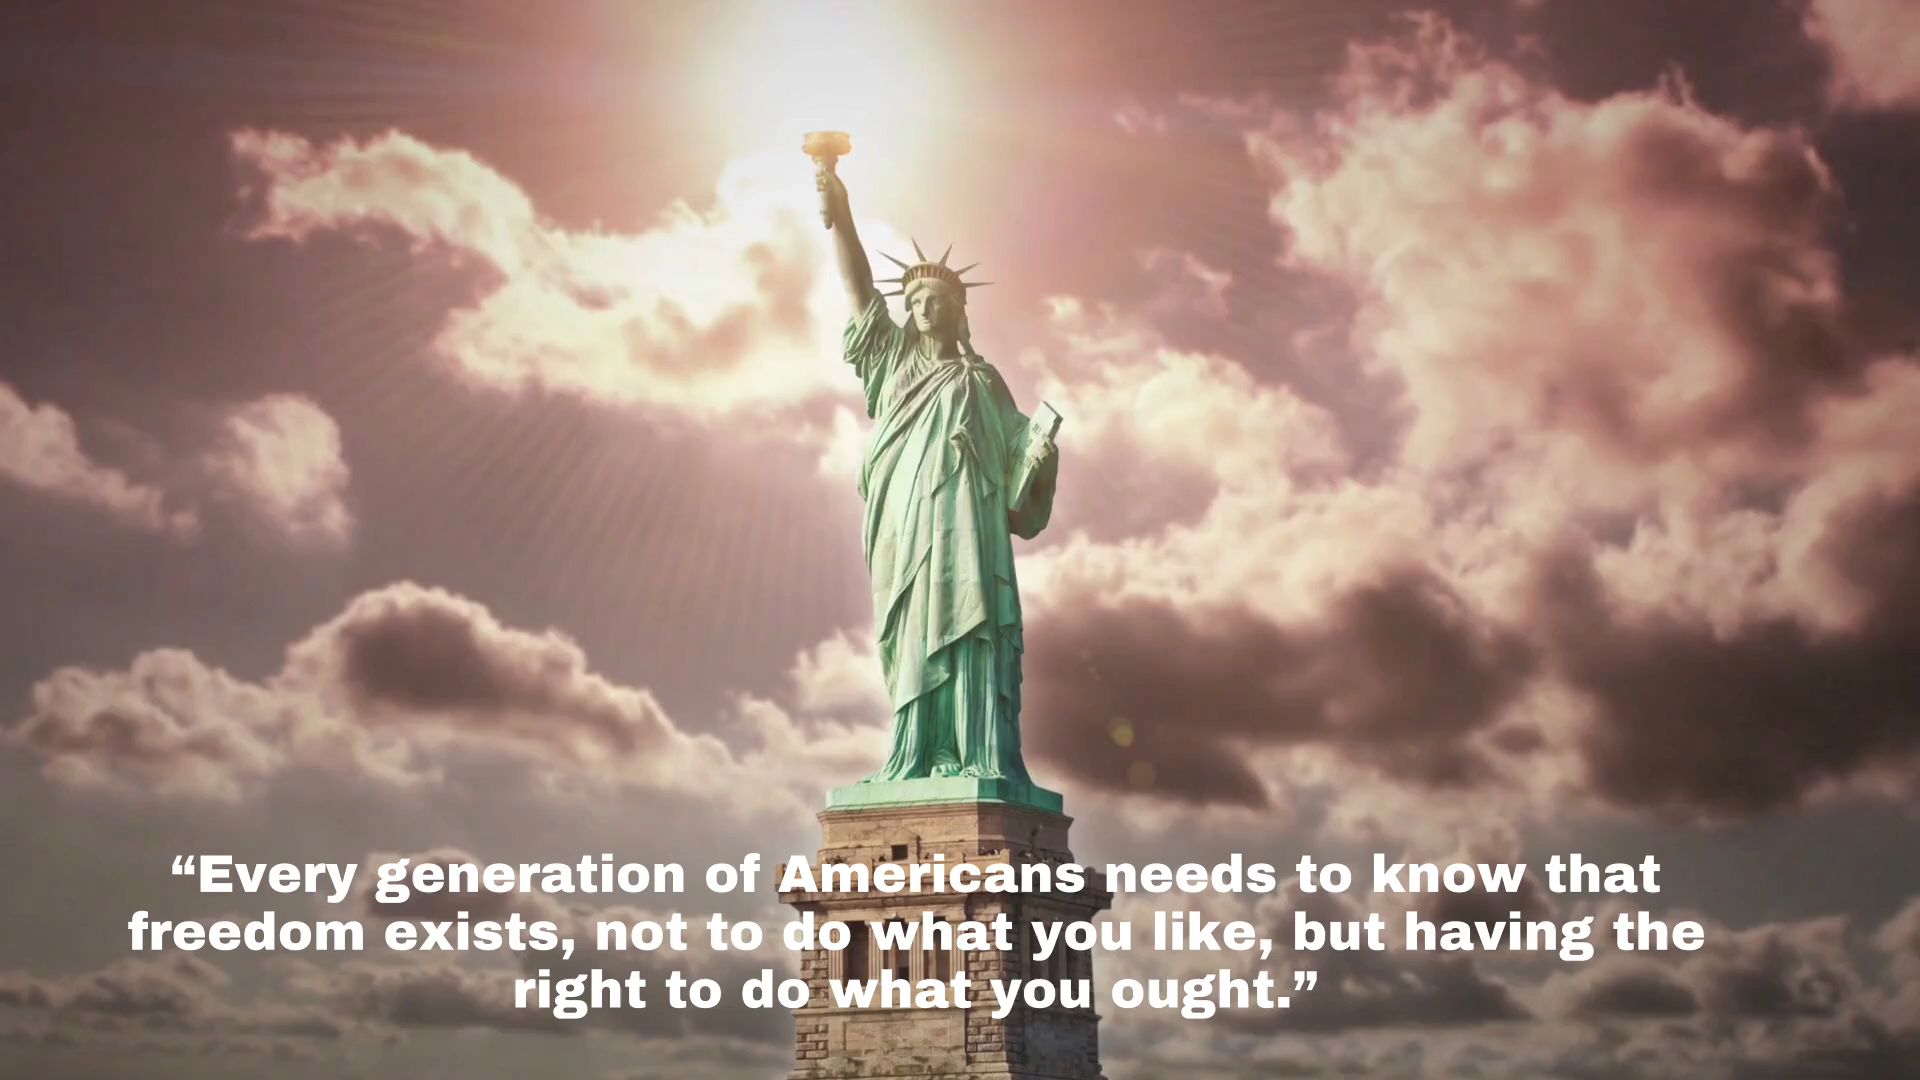 “Every generation of Americans needs to know that
freedom exists, not to do what you like, but having the
right to do what you ought.”